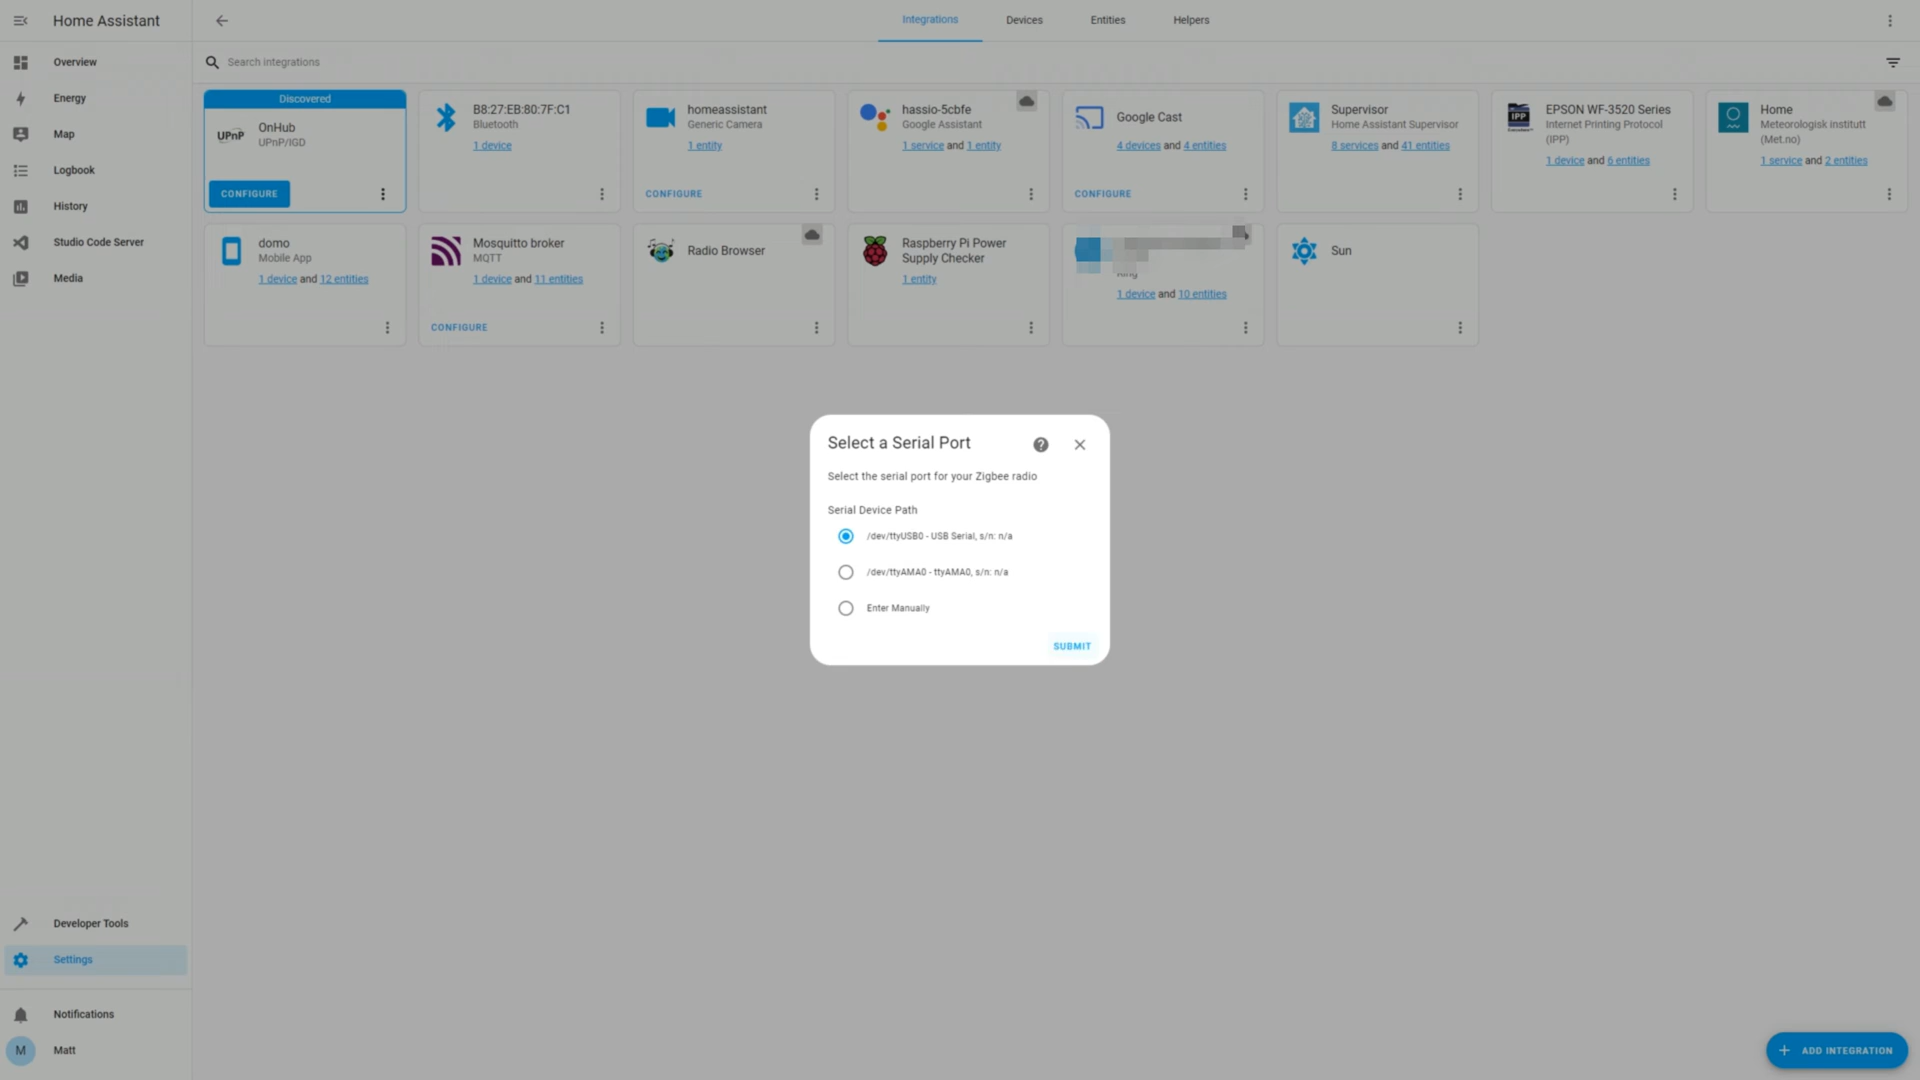 Home Assistant
Integrations
Devices
Entities
Helpers
Search integrations
Overview
Energy
Map
Logbook
History
Studio Code Server
Media
Discovered
UPnP
OnHub
UPnP/IGD
CONFIGURE
B8:27:EB:80:7F:C1
Bluetooth
1 device
homeassistant
Generic Camera
1 entity
CONFIGURE
hassio-5cbfe
Google Assistant
1 service and 1 entity
Google Cast
4 devices and 4 entities
CONFIGURE
Supervisor
Home Assistant Supervisor
8 services and 41 entities
IPP
EPSON WF-3520 Series
Internet Printing Protocol
(IPP)
1 device and 6 entities
Home
Meteorologisk institutt
(Met.no)
1 service and 2 entities
domo
Mobile App
1 device and 12 entities
Mosquitto broker
MQTT
1 device and 11 entities
CONFIGURE
Radio Browser
Raspberry Pi Power
Supply Checker
1 entity
1 device and 10 entities
Sun
Select a Serial Port
Select the serial port for your Zigbee radio
Serial Device Path
/dev/ttyUSB0 - USB Serial, s/n: n/a
/dev/ttyAMA0 - ttyAMA0, s/n: n/a
Enter Manually
SUBMIT
Developer Tools
Settings
Notifications
M
Matt
ADD INTEGRATION